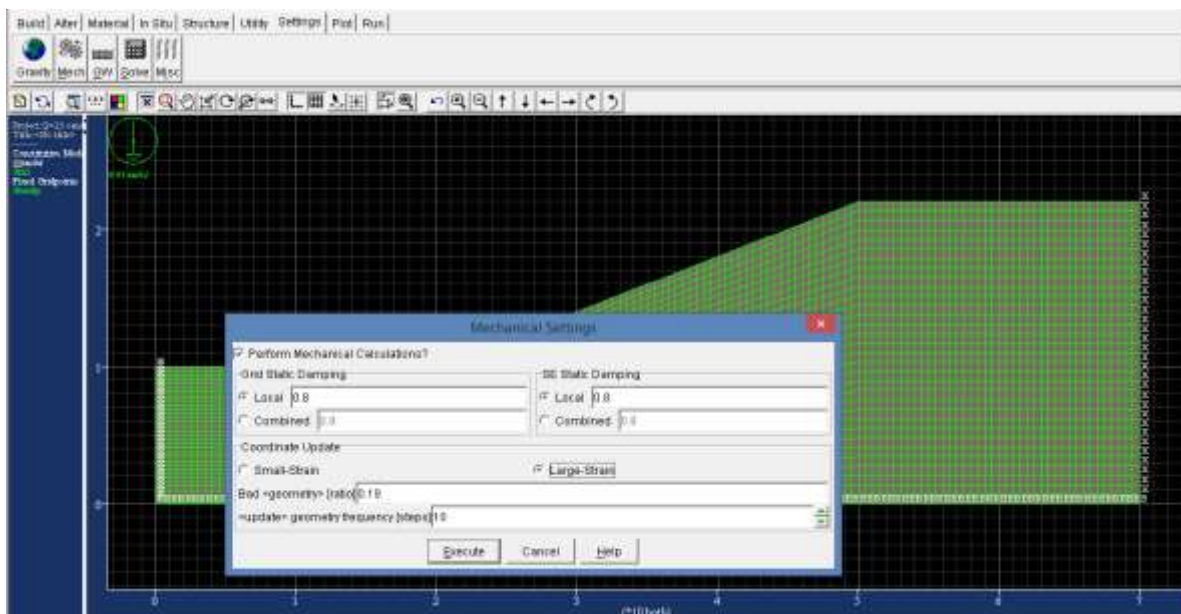 Build Alter Material In Situ Structure Utility Settings Plot Run
Gravity Mech GW Solve Misc
Mechanical Settings
Perform Mechanical Calculations?
Grid Static Damping SE Static Damping
Local 0.8 Local 0.8
Combined 0.8 Combined 0.8
Coordinate Update
Small-Strain Large-Strain
Bad <geometry> [ratio]
<update> geometry frequency [steps] 10
Execute Cancel Help
2
1
0
0 1 2 3 4 5 6 7